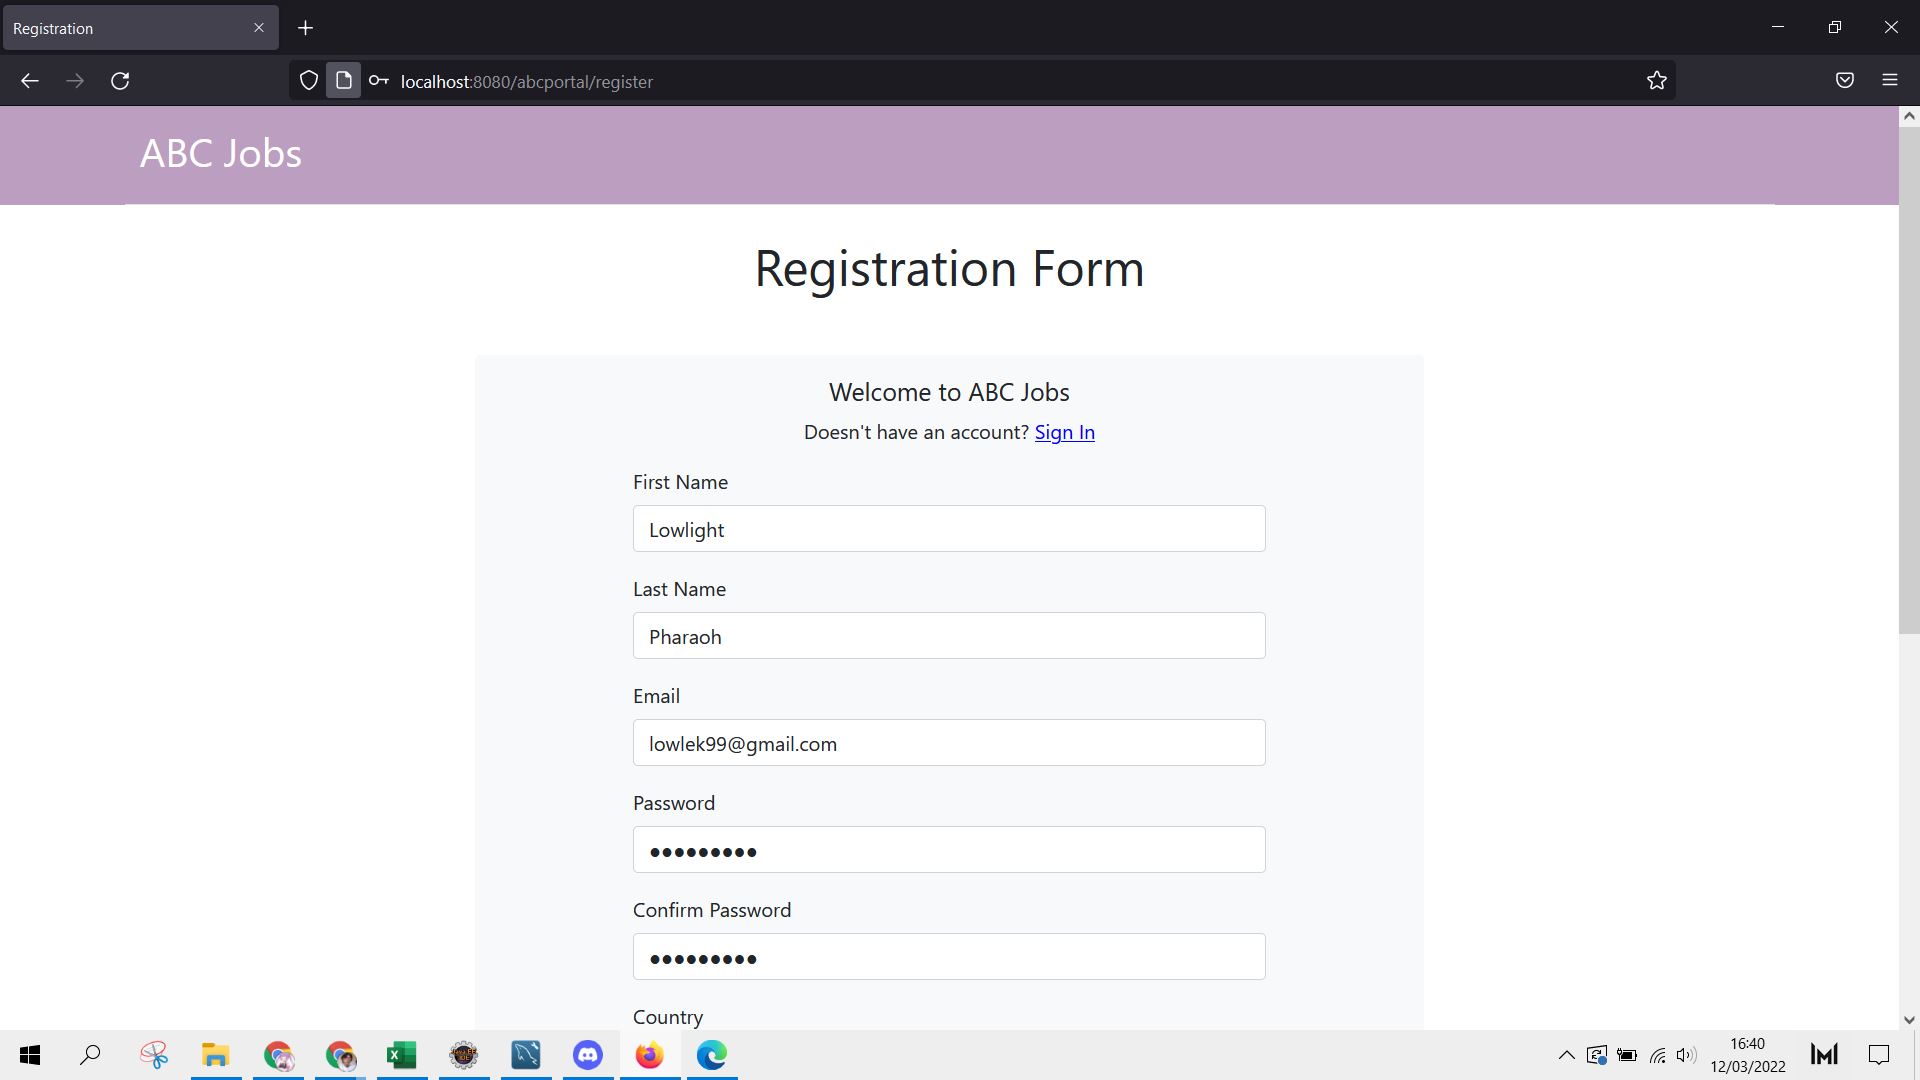 Registration
localhost:8080/abcportal/register
ABC Jobs
Registration Form
Welcome to ABC Jobs
Doesn't have an account? Sign In
First Name
Lowlight
Last Name
Pharaoh
Email
lowlek99@gmail.com
Password
●●●●●●●●●
Confirm Password
●●●●●●●●●
Country
16:40
12/03/2022